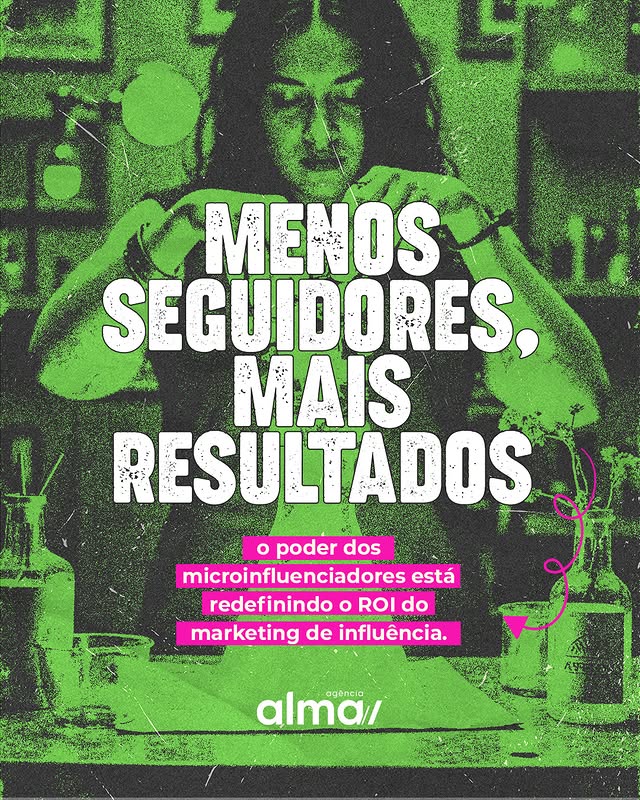 MENOS
SEGUIDORES,
MAIS
RESULTADOS
o poder dos
microinfluenciadores está
redefinindo o ROI do
marketing de influência.
agência
alma//